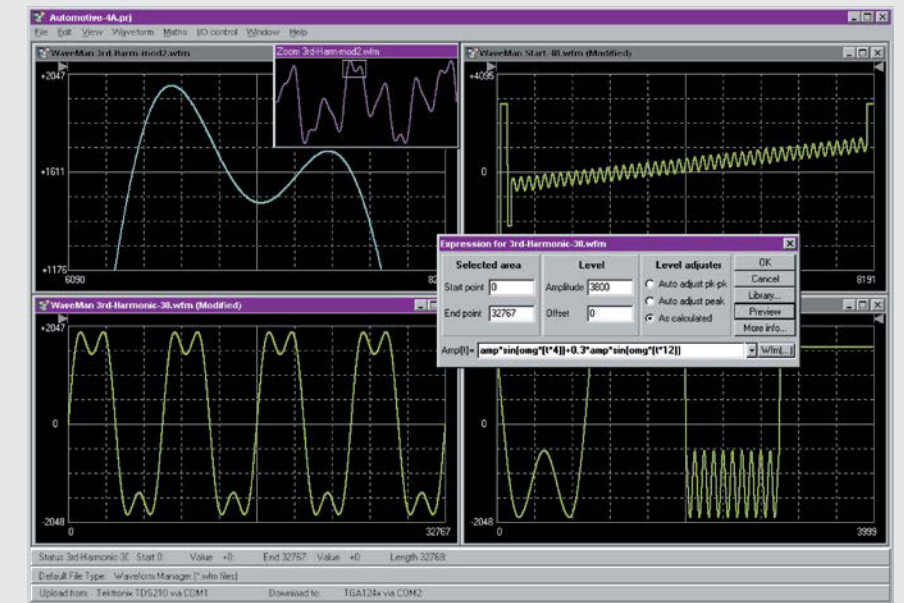 Automotive-4A.prj
File Edit View Waveform Maths I/O control Window Help
WaveMan 3rd-Harm-mod2.wfm
Zoom 3rd-Harm-mod2.wfm
WaveMan Start-48.wfm (Modified)
+2047
+1611
+1176
6090
+4095
0
8191
Expression for 3rd-Harmonic-30.wfm
Selected area
Start point 0
End point 32767
Level
Amplitude 3800
Offset 0
Level adjuster
Auto adjust pk-pk
Auto adjust peak
As calculated
OK
Cancel
Library...
Preview
More info...
Amp[t]= amp*sin(omg*(t*4))+0.3*amp*sin(omg*(t*12)) Wfm(...)
WaveMan 3rd-Harmonic-30.wfm (Modified)
+2047
0
-2048
0
32767
0
-2048
0
3999
Status 3rd-Harmonic-3( Start 0: Value +0: End 32767: Value +0: Length 32768
Default File Type: Waveform Manager (*.wfm files)
Upload from: Tektronix TDS210 via COM1 Download to: TGA124x via COM2